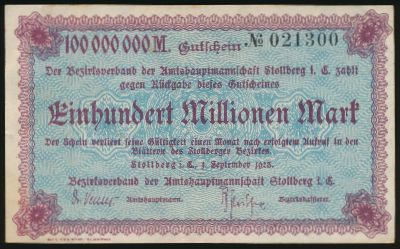 100 000 000 M. Gutschein № 021300
Der Bezirksverband der Amtshauptmannschaft Stollberg i. E. zahlt
gegen Rückgabe dieses Gutscheines
Einhundert Millionen Mark
Der Schein verliert seine Gültigkeit einen Monat nach erfolgtem Aufruf in den
Blättern des Stollberger Bezirkes.
Stollberg i. E., 1. September 1923.
Bezirksverband der Amtshauptmannschaft Stollberg i. E.
Bezirkskassierer.